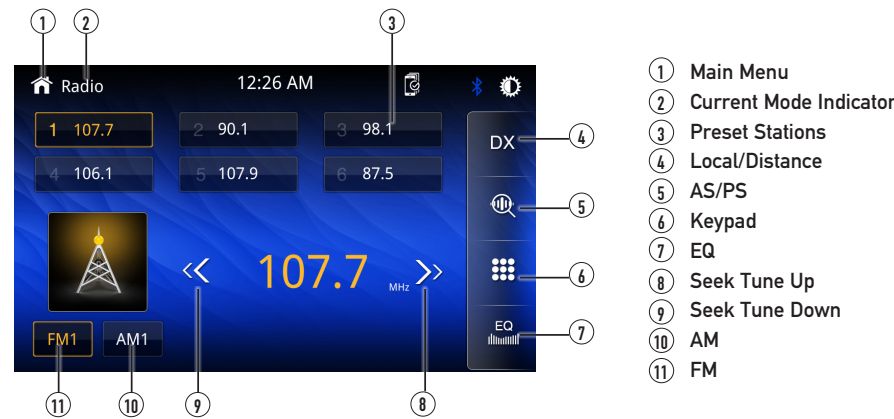 1 2 3
Radio 12:26 AM
1 107.7 2 90.1 3 98.1
4 106.1 5 107.9 6 87.5
DX 4
5
6
107.7 MHz
EQ 7
FM1 AM1
11 10 9 8
1 Main Menu
2 Current Mode Indicator
3 Preset Stations
4 Local/Distance
5 AS/PS
6 Keypad
7 EQ
8 Seek Tune Up
9 Seek Tune Down
10 AM
11 FM